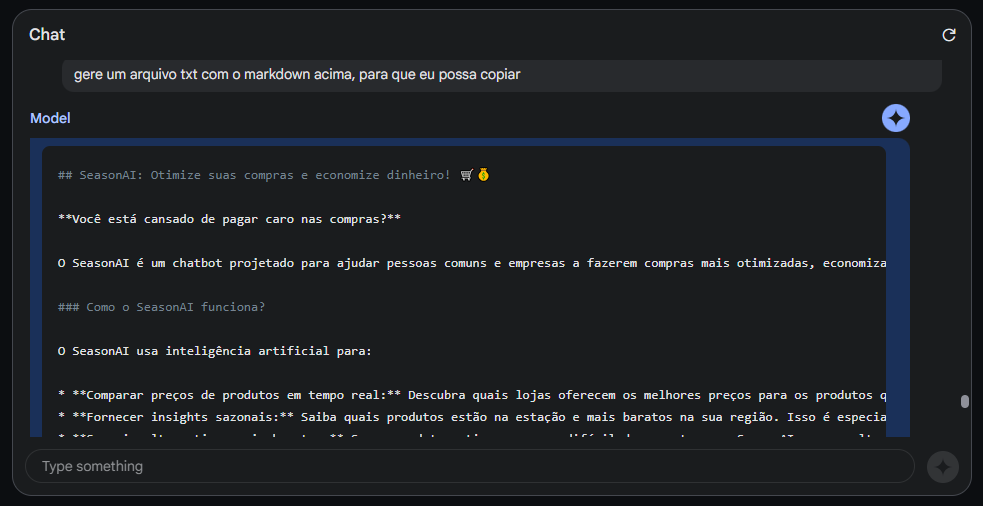 Chat
gere um arquivo txt com o markdown acima, para que eu possa copiar
Model
## SeasonAI: Otimize suas compras e economize dinheiro! 🛒💰
**Você está cansado de pagar caro nas compras?**
O SeasonAI é um chatbot projetado para ajudar pessoas comuns e empresas a fazerem compras mais otimizadas, economiza
### Como o SeasonAI funciona?
O SeasonAI usa inteligência artificial para:
* **Comparar preços de produtos em tempo real:** Descubra quais lojas oferecem os melhores preços para os produtos q
* **Fornecer insights sazonais:** Saiba quais produtos estão na estação e mais baratos na sua região. Isso é especia
Type something